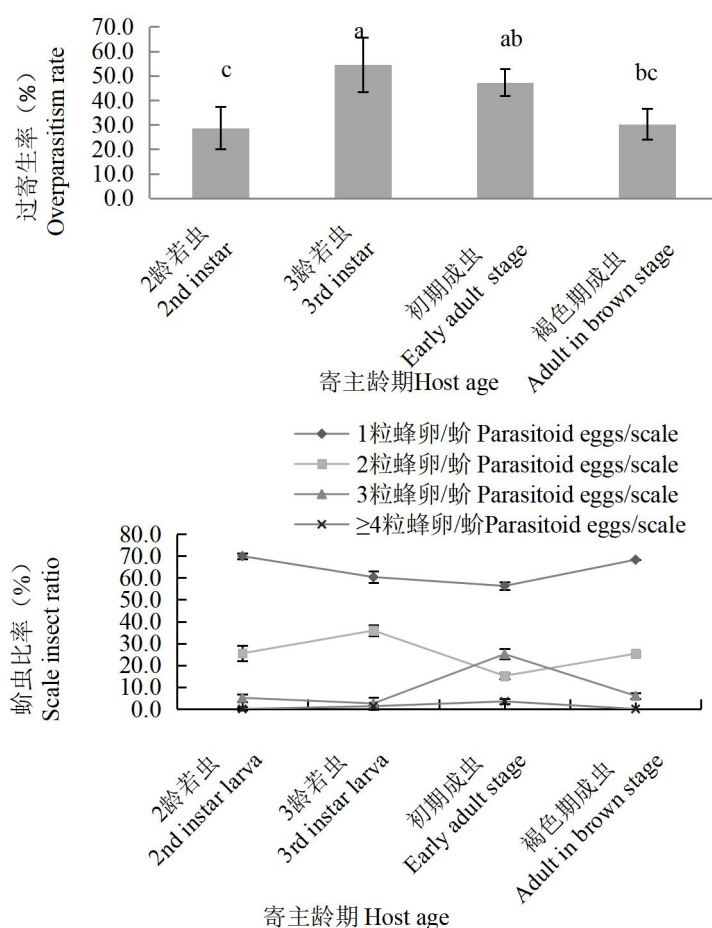 过寄生率（%）
Overparasitism rate
70.0
60.0
50.0
40.0
30.0
20.0
10.0
0.0
c
a
ab
bc
2龄若虫
2nd instar
3龄若虫
3rd instar
初期成虫
Early adult stage
褐色期成虫
Adult in brown stage
寄主龄期Host age
1粒蜂卵/蚧 Parasitoid eggs/scale
2粒蜂卵/蚧 Parasitoid eggs/scale
3粒蜂卵/蚧 Parasitoid eggs/scale
≥4粒蜂卵/蚧Parasitoid eggs/scale
蚧虫比率（%）
Scale insect ratio
80.0
70.0
60.0
50.0
40.0
30.0
20.0
10.0
0.0
2龄若虫
2nd instar larva
3龄若虫
3rd instar larva
初期成虫
Early adult stage
褐色期成虫
Adult in brown stage
寄主龄期 Host age